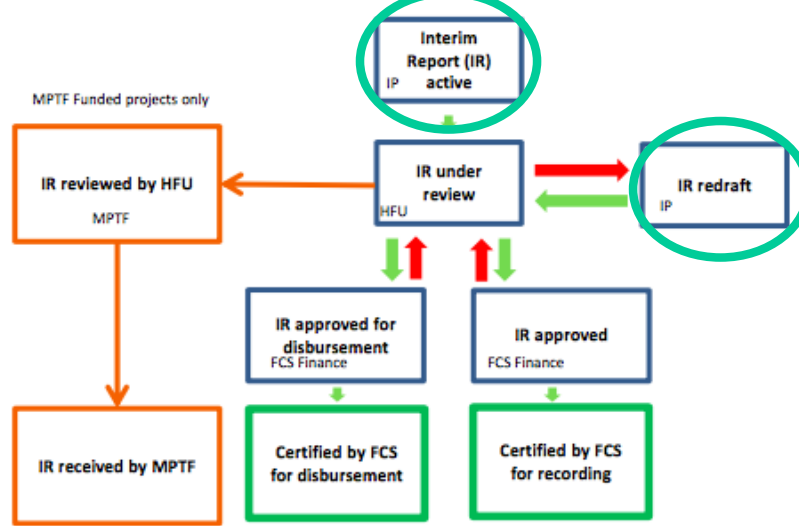 Interim
Report (IR)
active
IP
MPTF Funded projects only
IR reviewed by HFU
MPTF
IR under
review
HFU
IR redraft
IP
IR approved for
disbursement
FCS Finance
IR approved
FCS Finance
IR received by MPTF
Certified by FCS
for disbursement
Certified by FCS
for recording